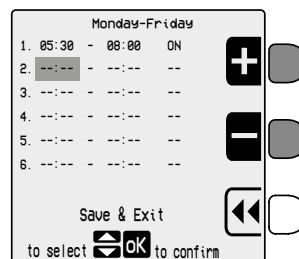 Monday-Friday
1. 05:30 - 08:00 ON
2. --:-- - --:-- --
3. --:-- - --:-- --
4. --:-- - --:-- --
5. --:-- - --:-- --
6. --:-- - --:-- --
Save & Exit
to select OK to confirm